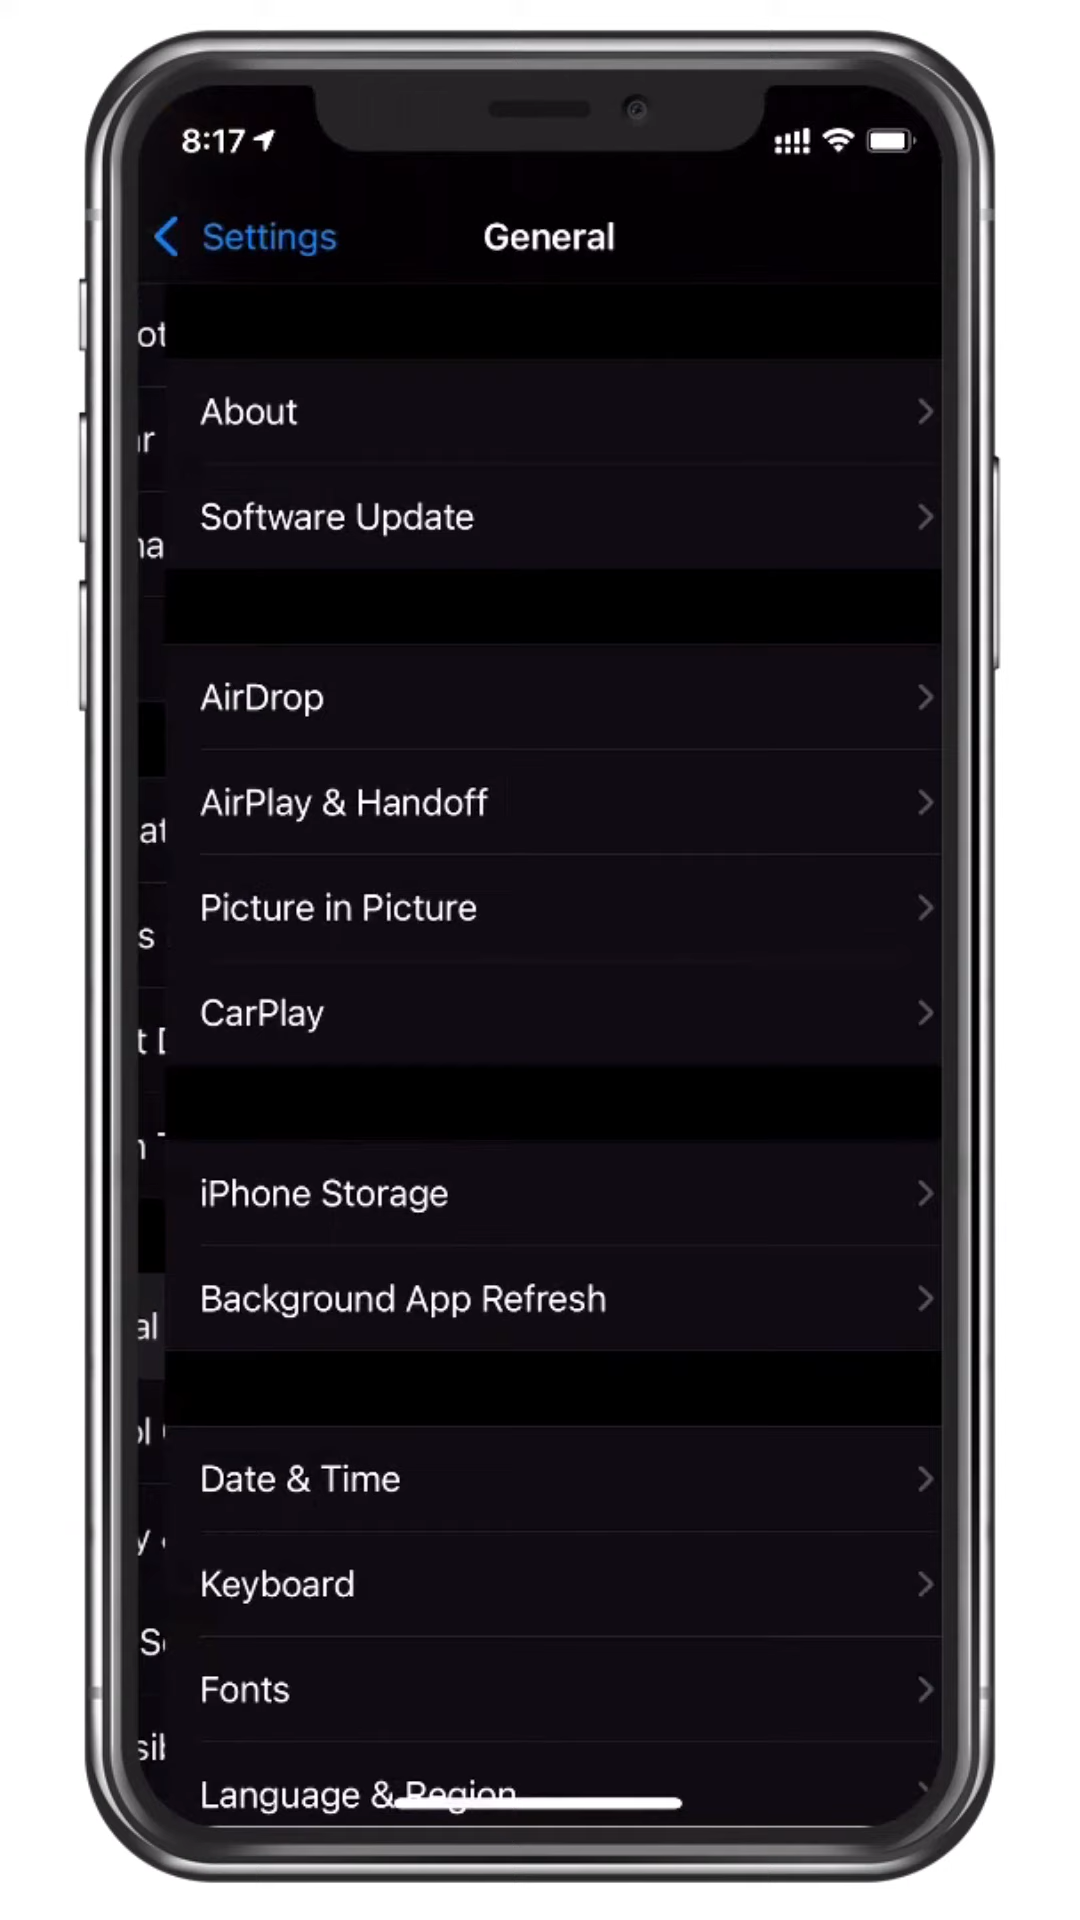 8:17
Settings
General
About
Software Update
AirDrop
AirPlay & Handoff
Picture in Picture
CarPlay
iPhone Storage
Background App Refresh
Date & Time
Keyboard
Fonts
Language & Region